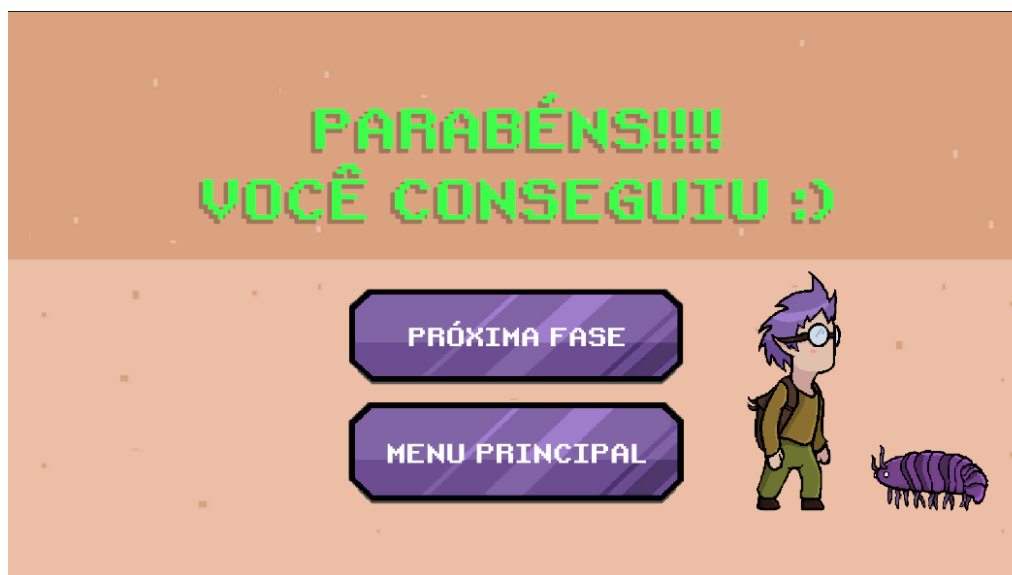 PARABÉNS!!!!
VOCÊ CONSEGUIU :)
PRÓXIMA FASE
MENU PRINCIPAL